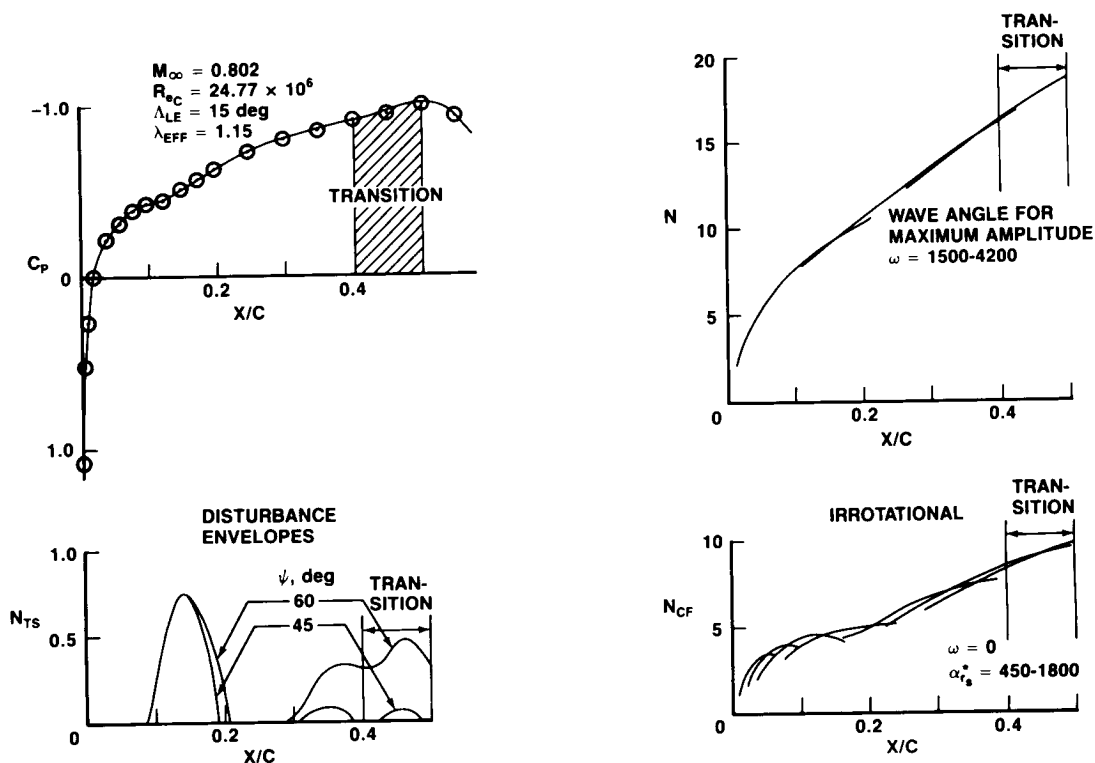 M∞ = 0.802
ReC = 24.77 × 10⁶
ΛLE = 15 deg
λEFF = 1.15
-1.0
CP
0
1.0
0.2
0.4
X/C
TRANSITION
TRAN-
SITION
20
15
N
10
5
0
0.2
0.4
X/C
WAVE ANGLE FOR
MAXIMUM AMPLITUDE
ω = 1500-4200
DISTURBANCE
ENVELOPES
ψ, deg
60
45
TRAN-
SITION
1.0
NTS
0.5
0
0.2
0.4
X/C
IRROTATIONAL
TRAN-
SITION
10
NCF
5
0
0.2
0.4
X/C
ω = 0
α*rs = 450-1800